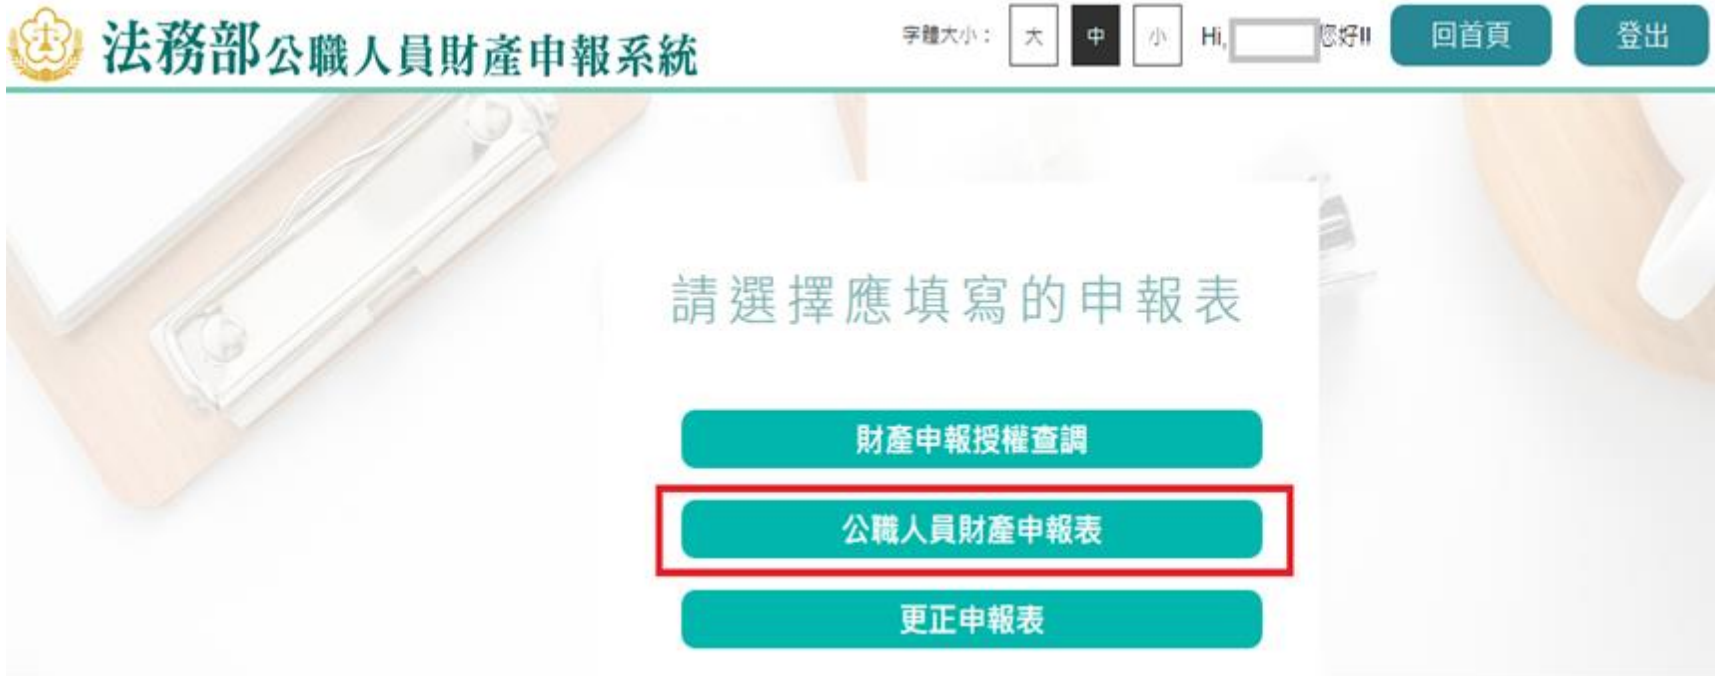 法務部公職人員財產申報系統
字體大小： 大 中 小 Hi, 您好!! 回首頁 登出
請選擇應填寫的申報表
財產申報授權查調
公職人員財產申報表
更正申報表